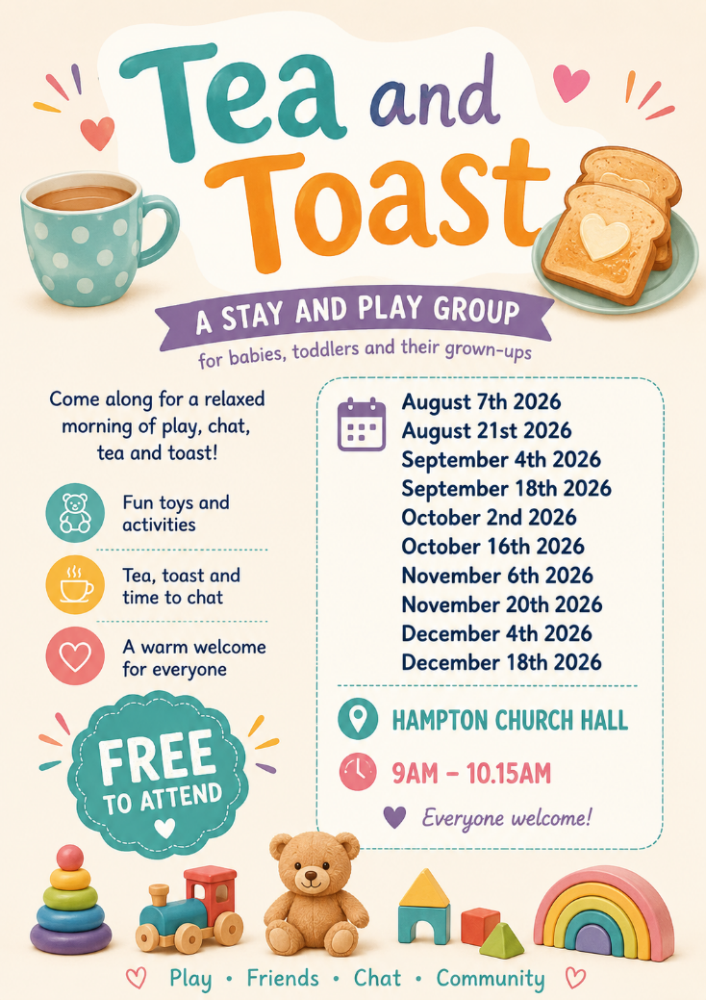 Tea and
Toast
A STAY AND PLAY GROUP
for babies, toddlers and their grown-ups
Come along for a relaxed
morning of play, chat,
tea and toast!
Fun toys and
activities
Tea, toast and
time to chat
A warm welcome
for everyone
FREE
TO ATTEND
August 7th 2026
August 21st 2026
September 4th 2026
September 18th 2026
October 2nd 2026
October 16th 2026
November 6th 2026
November 20th 2026
December 4th 2026
December 18th 2026
HAMPTON CHURCH HALL
9AM – 10.15AM
Everyone welcome!
Play • Friends • Chat • Community